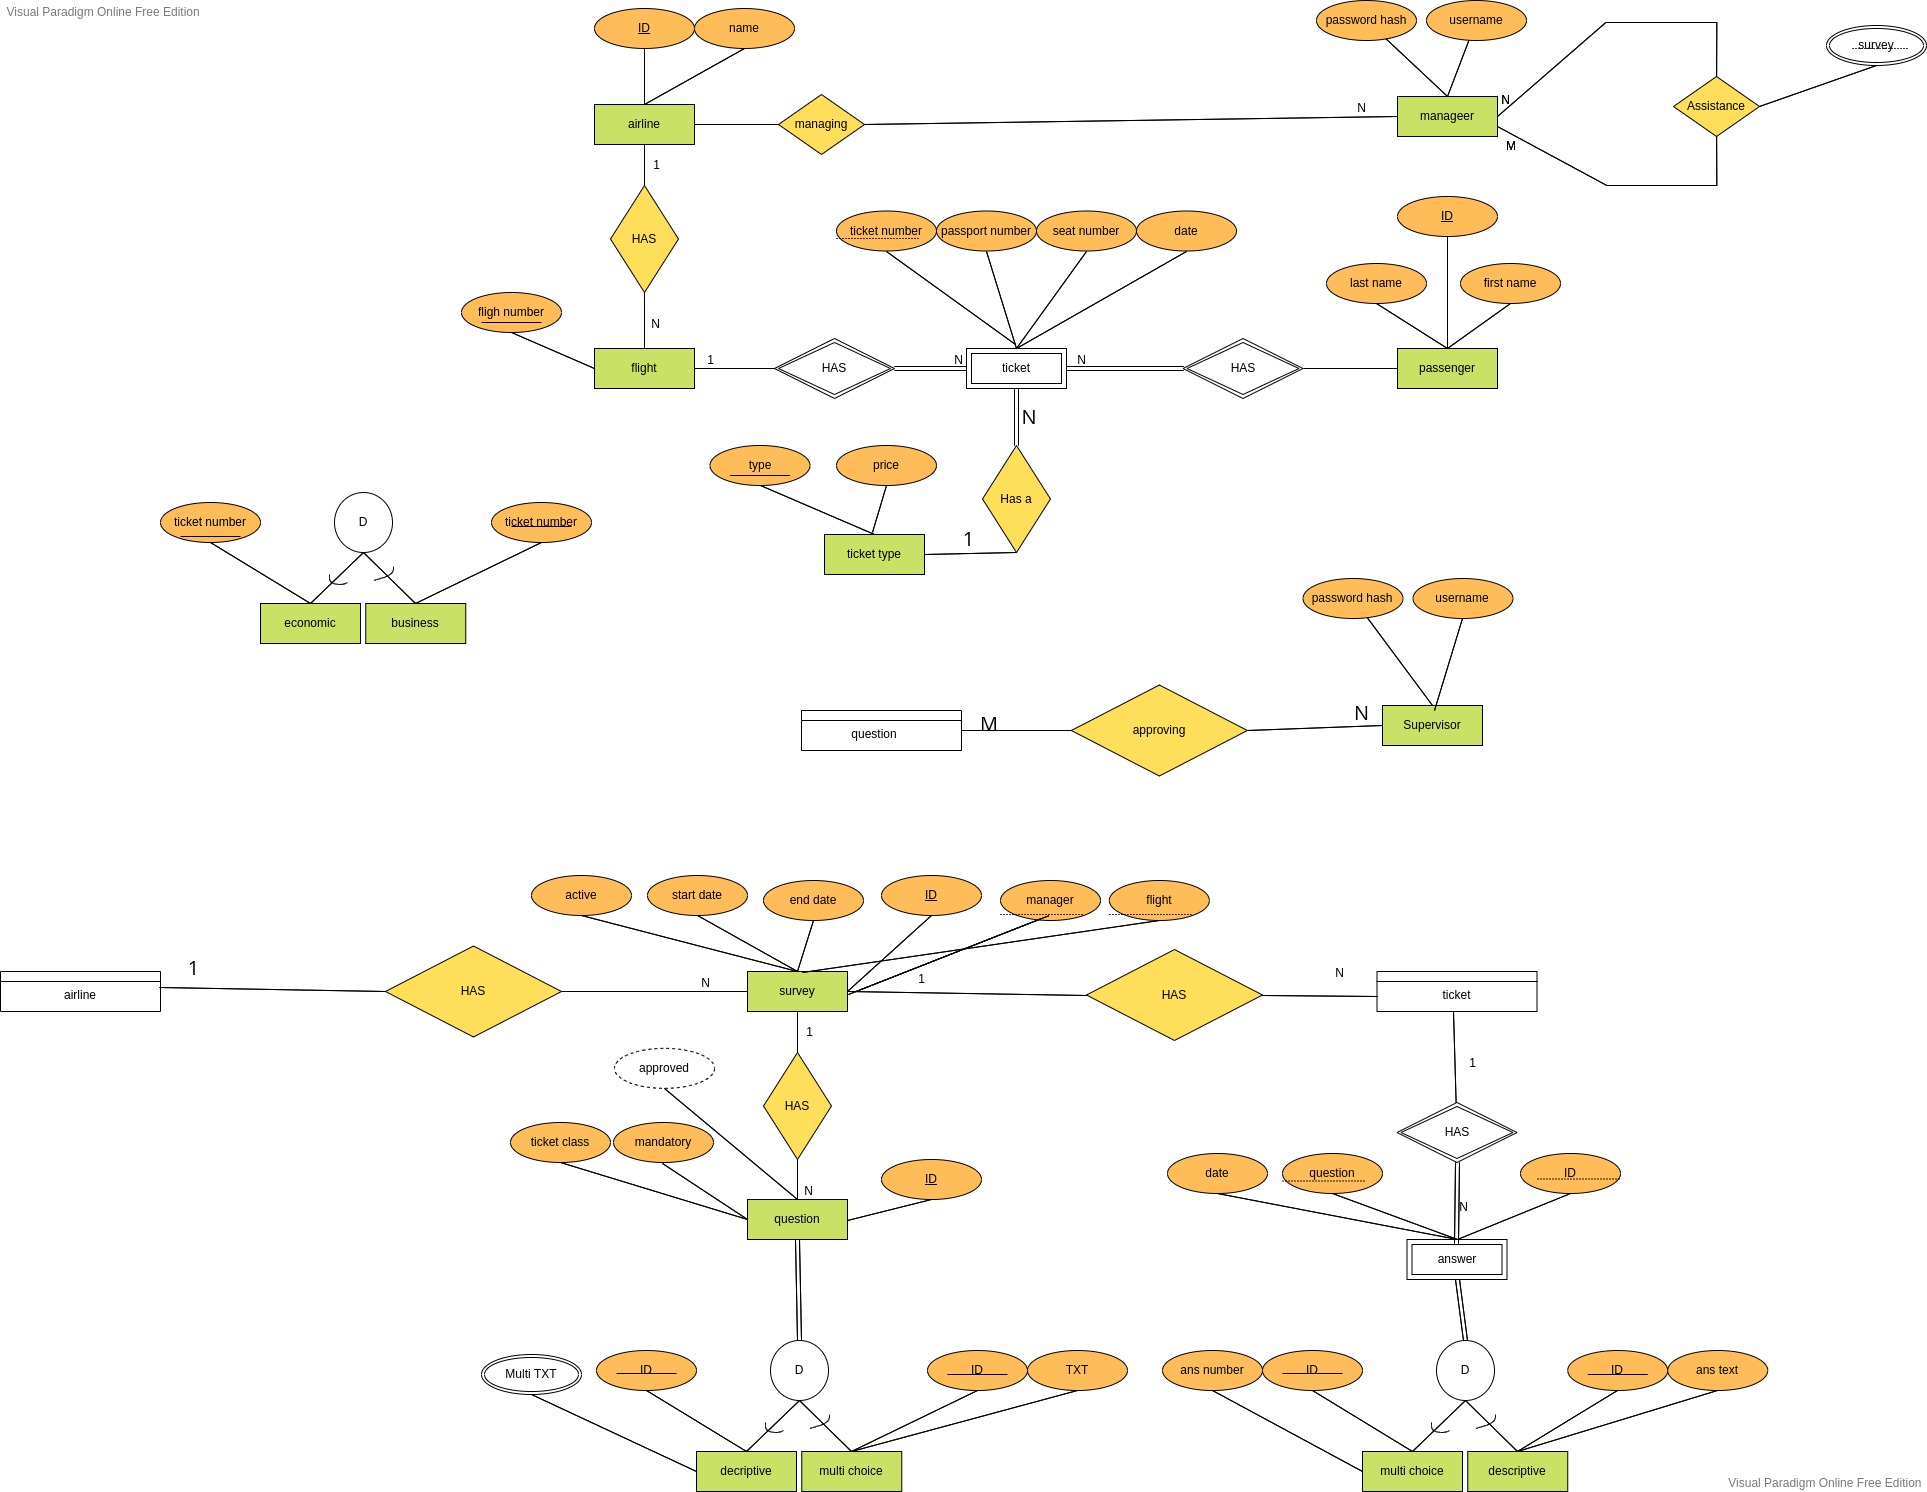 Visual Paradigm Online Free Edition
ID
name
password hash
username
survey
airline
managing
N
manageer
N
M
Assistance
1
HAS
ID
ticket number
passport number
seat number
date
last name
first name
fligh number
N
flight
1
HAS
N
ticket
N
HAS
passenger
N
type
price
Has a
1
ticket type
ticket number
D
ticket number
economic
business
password hash
username
question
M
approving
N
Supervisor
active
start date
end date
ID
manager
flight
airline
1
HAS
N
survey
1
HAS
N
ticket
1
approved
HAS
1
HAS
ticket class
mandatory
N
ID
date
question
ID
N
question
answer
Multi TXT
ID
D
ID
TXT
ans number
ID
D
ID
ans text
decriptive
multi choice
multi choice
descriptive
Visual Paradigm Online Free Edition